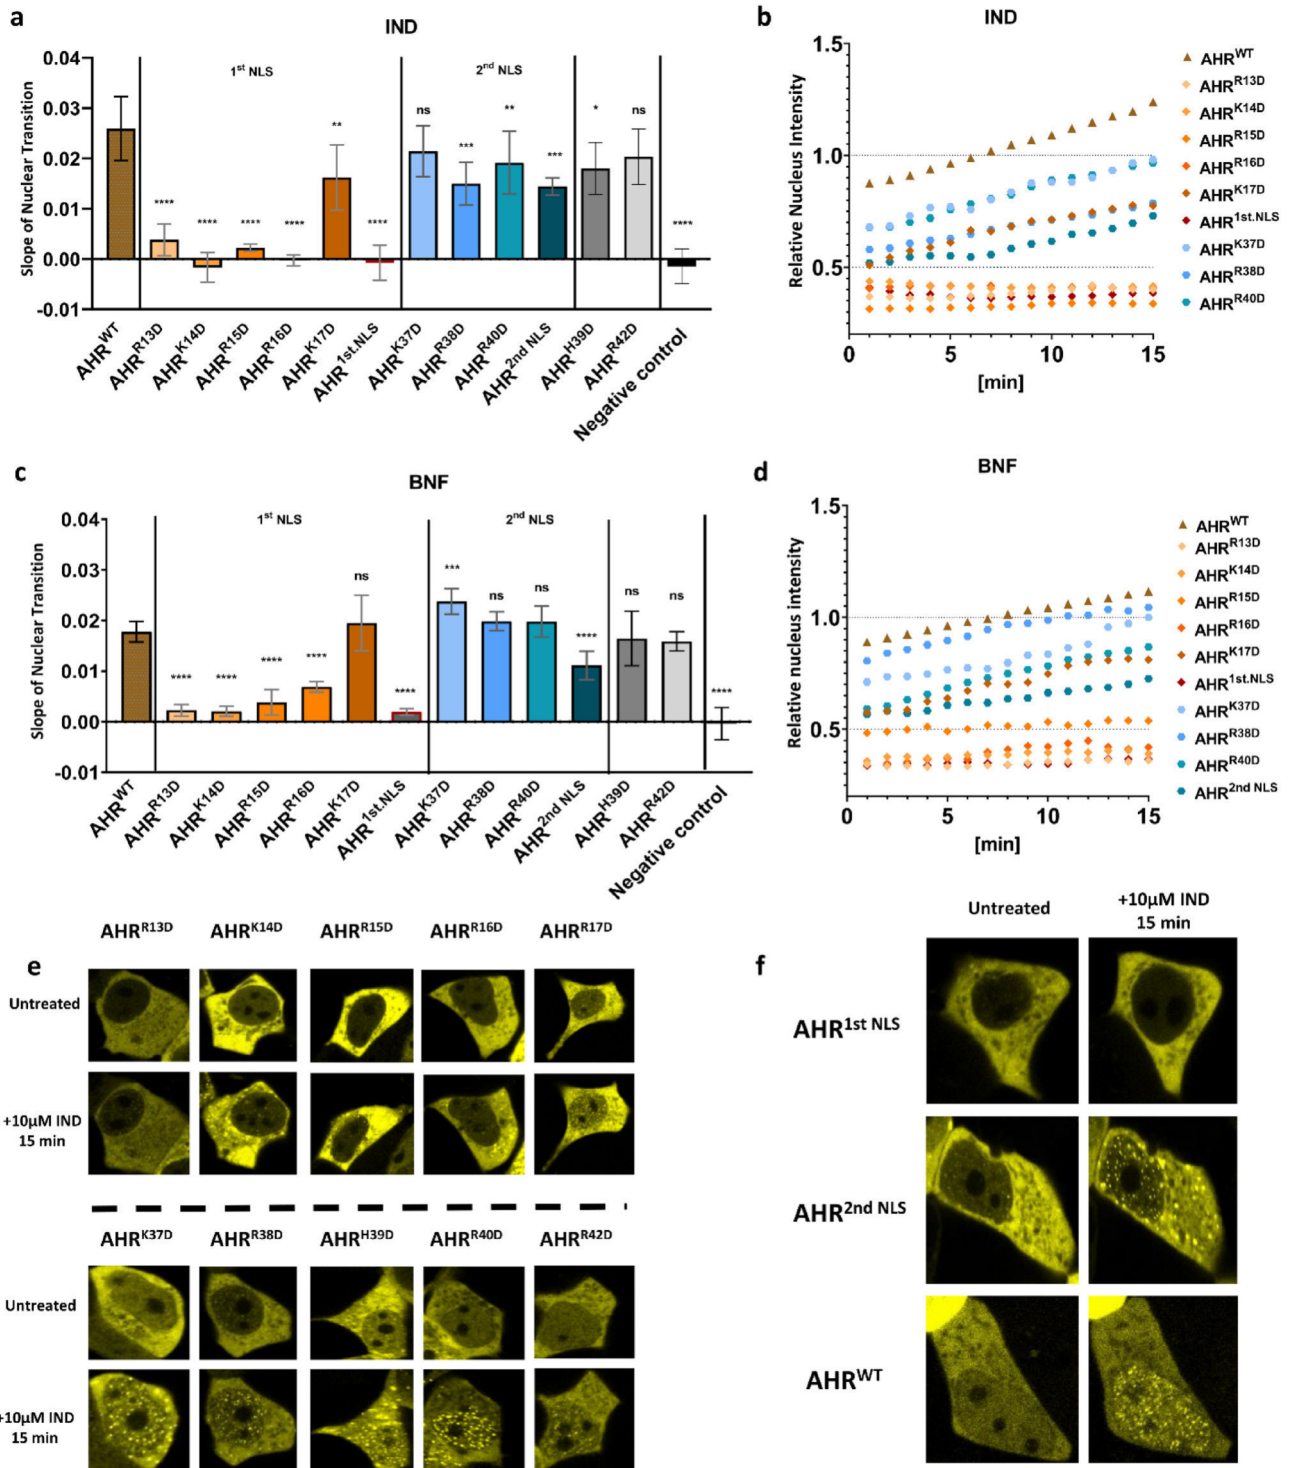 a
IND
1st NLS
2nd NLS
Slope of Nuclear Transition
0.04
0.03
0.02
0.01
0.00
-0.01
**** **** **** **** ** **** ns *** ** *** * ns ****
AHRWT
AHRR13D
AHRK14D
AHRR15D
AHRR16D
AHRK17D
AHR1st.NLS
AHRK37D
AHRR38D
AHRR40D
AHR2nd NLS
AHRH39D
AHRR42D
Negative control
b
IND
Relative Nucleus Intensity
1.5
1.0
0.5
0 5 10 15
[min]
AHRWT
AHRR13D
AHRK14D
AHRR15D
AHRR16D
AHRK17D
AHR1st.NLS
AHRK37D
AHRR38D
AHRR40D
c
BNF
1st NLS
2nd NLS
Slope of Nuclear Transition
0.04
0.03
0.02
0.01
0.00
-0.01
**** **** **** **** ns **** *** ns ns **** ns ns ****
AHRWT
AHRR13D
AHRK14D
AHRR15D
AHRR16D
AHRK17D
AHR1st.NLS
AHRK37D
AHRR38D
AHRR40D
AHR2nd NLS
AHRH39D
AHRR42D
Negative control
d
BNF
Relative nucleus intensity
1.5
1.0
0.5
0 5 10 15
[min]
AHRWT
AHRR13D
AHRK14D
AHRR15D
AHRR16D
AHRK17D
AHR1st.NLS
AHRK37D
AHRR38D
AHRR40D
AHR2nd NLS
e
AHRR13D AHRK14D AHRR15D AHRR16D AHRR17D
Untreated
+10µM IND
15 min
AHRK37D AHRR38D AHRH39D AHRR40D AHRR42D
Untreated
+10µM IND
15 min
f
Untreated
+10µM IND
15 min
AHR1st NLS
AHR2nd NLS
AHRWT